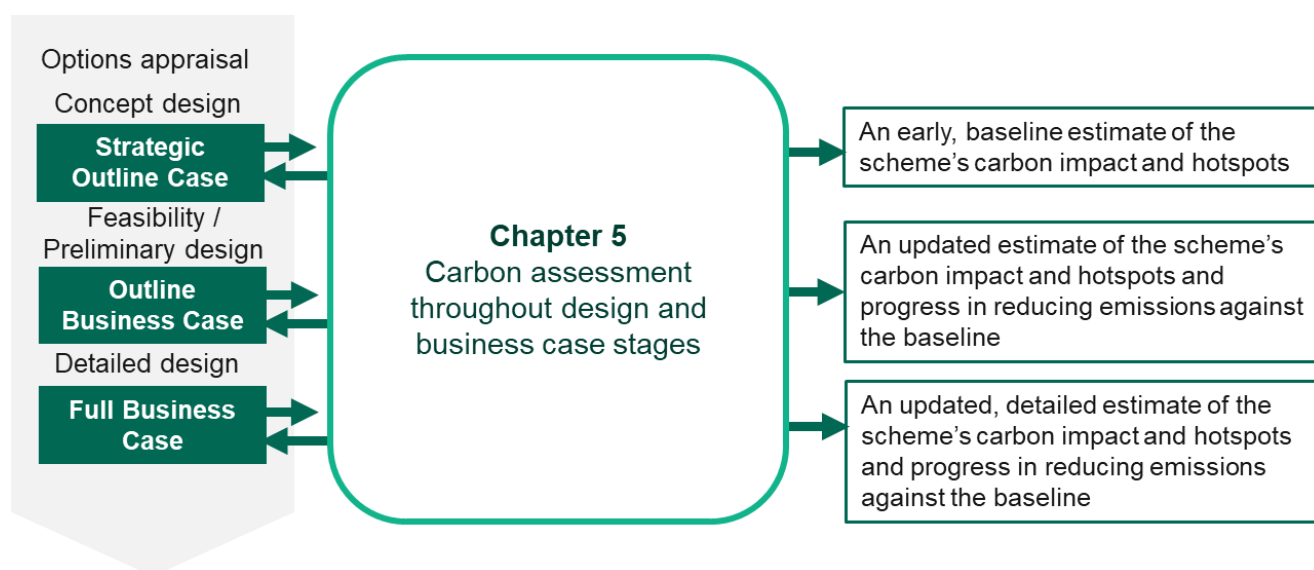 Options appraisal
Concept design
Strategic
Outline Case
Feasibility /
Preliminary design
Outline
Business Case
Detailed design
Full Business
Case
Chapter 5
Carbon assessment
throughout design and
business case stages
An early, baseline estimate of the
scheme’s carbon impact and hotspots
An updated estimate of the scheme’s
carbon impact and hotspots and
progress in reducing emissions against
the baseline
An updated, detailed estimate of the
scheme’s carbon impact and hotspots
and progress in reducing emissions
against the baseline